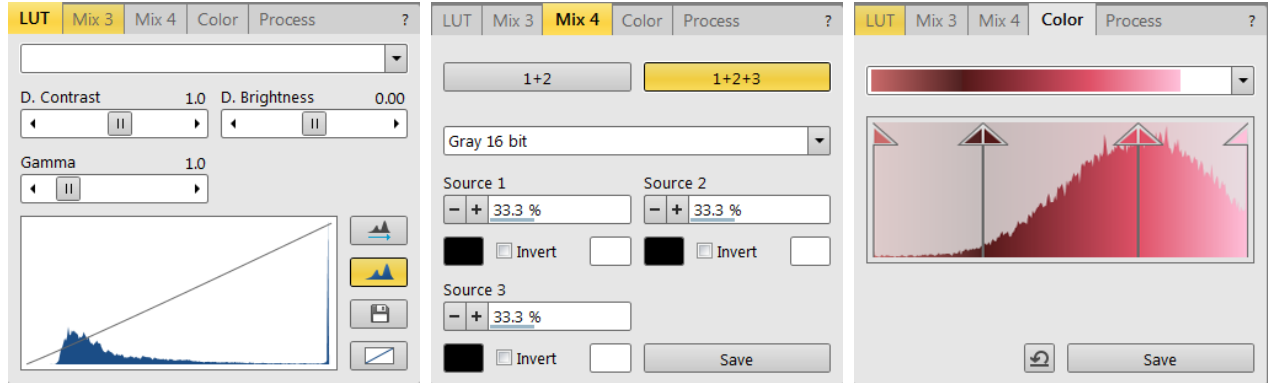 LUT Mix 3 Mix 4 Color Process ?
D. Contrast 1.0 D. Brightness 0.00
Gamma 1.0
LUT Mix 3 Mix 4 Color Process ?
1+2 1+2+3
Gray 16 bit
Source 1 Source 2
− + 33.3 % − + 33.3 %
Invert Invert
Source 3
− + 33.3 %
Invert Save
LUT Mix 3 Mix 4 Color Process ?
Save